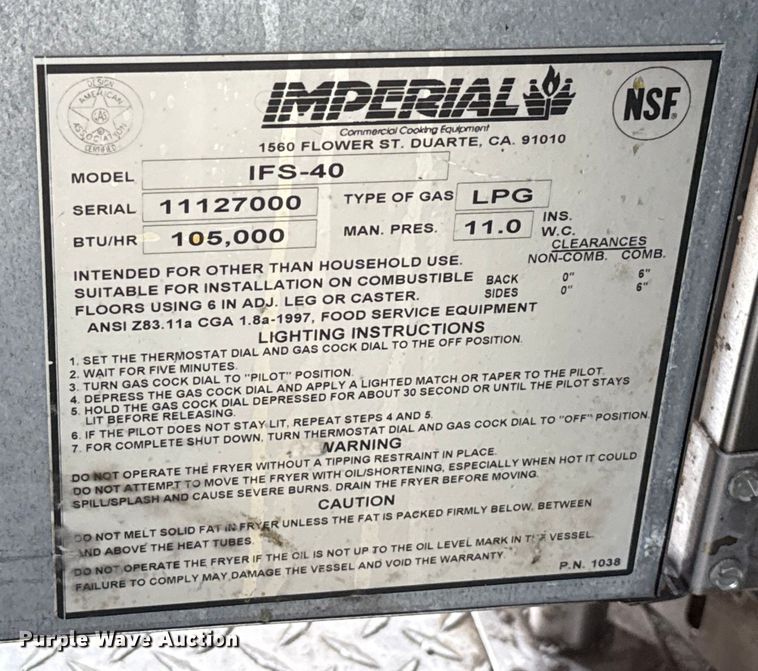 DESIGN
AMERICAN
GAS
ASSOCIATION
CERTIFIED
IMPERIAL
NSF®
Commercial Cooking Equipment
1560 FLOWER ST. DUARTE, CA. 91010
MODEL IFS-40
SERIAL 11127000 TYPE OF GAS LPG
BTU/HR 105,000 MAN. PRES. 11.0 INS. W.C.
CLEARANCES
NON-COMB. COMB.
BACK 0" 6"
SIDES 0" 6"
INTENDED FOR OTHER THAN HOUSEHOLD USE.
SUITABLE FOR INSTALLATION ON COMBUSTIBLE
FLOORS USING 6 IN ADJ. LEG OR CASTER.
ANSI Z83.11a CGA 1.8a-1997, FOOD SERVICE EQUIPMENT
LIGHTING INSTRUCTIONS
1. SET THE THERMOSTAT DIAL AND GAS COCK DIAL TO THE OFF POSITION.
2. WAIT FOR FIVE MINUTES.
3. TURN GAS COCK DIAL TO "PILOT" POSITION.
4. DEPRESS THE GAS COCK DIAL AND APPLY A LIGHTED MATCH OR TAPER TO THE PILOT.
5. HOLD THE GAS COCK DIAL DEPRESSED FOR ABOUT 30 SECOND OR UNTIL THE PILOT STAYS
LIT BEFORE RELEASING.
6. IF THE PILOT DOES NOT STAY LIT, REPEAT STEPS 4 AND 5.
7. FOR COMPLETE SHUT DOWN, TURN THERMOSTAT DIAL AND GAS COCK DIAL TO "OFF" POSITION.
WARNING
DO NOT OPERATE THE FRYER WITHOUT A TIPPING RESTRAINT IN PLACE.
DO NOT ATTEMPT TO MOVE THE FRYER WITH OIL/SHORTENING, ESPECIALLY WHEN HOT IT COULD
SPILL/SPLASH AND CAUSE SEVERE BURNS. DRAIN THE FRYER BEFORE MOVING.
CAUTION
DO NOT MELT SOLID FAT IN FRYER UNLESS THE FAT IS PACKED FIRMLY BELOW, BETWEEN
AND ABOVE THE HEAT TUBES.
DO NOT OPERATE THE FRYER IF THE OIL IS NOT UP TO THE OIL LEVEL MARK IN THE VESSEL.
FAILURE TO COMPLY MAY DAMAGE THE VESSEL AND VOID THE WARRANTY.
P.N. 1038
Purple Wave Auction